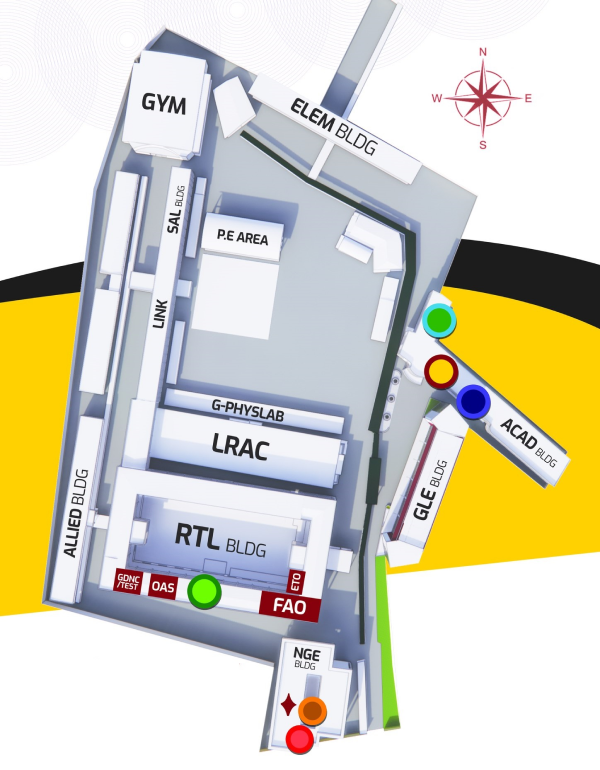 N
W E
S
GYM
ELEM BLDG
SAL BLDG
P.E AREA
LINK
G-PHYSLAB
LRAC
ACAD BLDG
GLE BLDG
ALLIED BLDG
RTL BLDG
GDNC
/TEST
OAS
ETO
FAO
NGE
BLDG